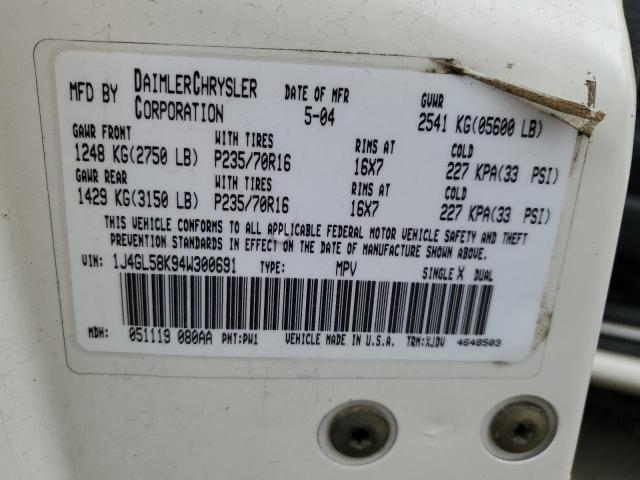 MFD BY DAIMLERCHRYSLER CORPORATION DATE OF MFR 5-04 GVWR 2541 KG(05600 LB)
GAWR FRONT WITH TIRES RIMS AT COLD
1248 KG(2750 LB) P235/70R16 16X7 227 KPA(33 PSI)
GAWR REAR WITH TIRES RIMS AT COLD
1429 KG(3150 LB) P235/70R16 16X7 227 KPA(33 PSI)
THIS VEHICLE CONFORMS TO ALL APPLICABLE FEDERAL MOTOR VEHICLE SAFETY AND THEFT
PREVENTION STANDARDS IN EFFECT ON THE DATE OF MANUFACTURE SHOWN ABOVE.
VIN: 1J4GL58K94W300691 TYPE: MPV SINGLE X DUAL
MDH: 051119 080AA PNT:PW1 VEHICLE MADE IN U.S.A. TRM:XJDV 4648503